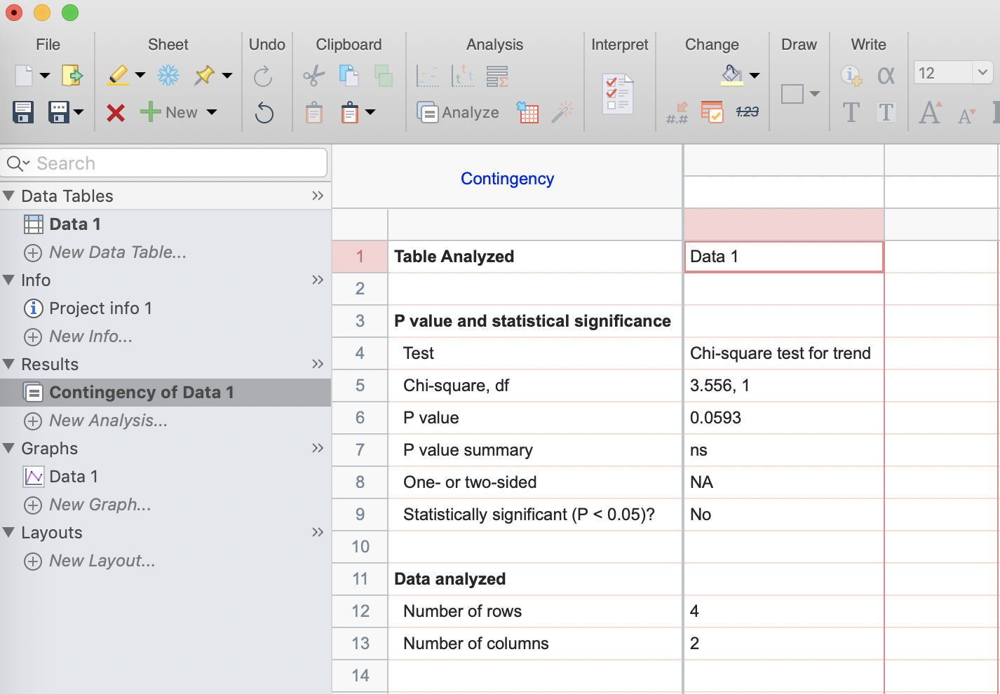 File Sheet Undo Clipboard Analysis Interpret Change Draw Write
α 12
New Analyze #.# 123 T T A A
Search
Contingency
Data Tables
Data 1
New Data Table...
Info
Project info 1
New Info...
Results
Contingency of Data 1
New Analysis...
Graphs
Data 1
New Graph...
Layouts
New Layout...
1 Table Analyzed Data 1
2
3 P value and statistical significance
4 Test Chi-square test for trend
5 Chi-square, df 3.556, 1
6 P value 0.0593
7 P value summary ns
8 One- or two-sided NA
9 Statistically significant (P < 0.05)? No
10
11 Data analyzed
12 Number of rows 4
13 Number of columns 2
14